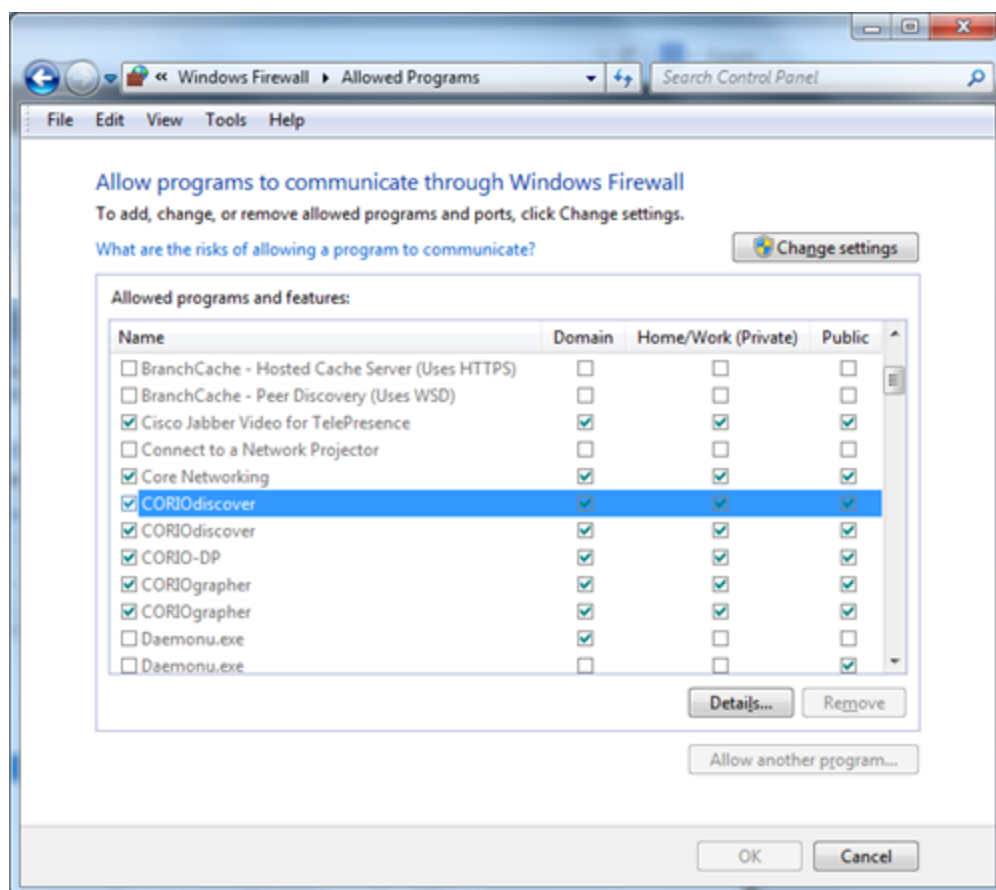 « Windows Firewall ▸ Allowed Programs Search Control Panel
File Edit View Tools Help
Allow programs to communicate through Windows Firewall
To add, change, or remove allowed programs and ports, click Change settings.
What are the risks of allowing a program to communicate? Change settings
Allowed programs and features:
Name Domain Home/Work (Private) Public
BranchCache - Hosted Cache Server (Uses HTTPS)
BranchCache - Peer Discovery (Uses WSD)
Cisco Jabber Video for TelePresence
Connect to a Network Projector
Core Networking
CORIOdiscover
CORIOdiscover
CORIO-DP
CORIOgrapher
CORIOgrapher
Daemonu.exe
Daemonu.exe
Details... Remove
Allow another program...
OK Cancel